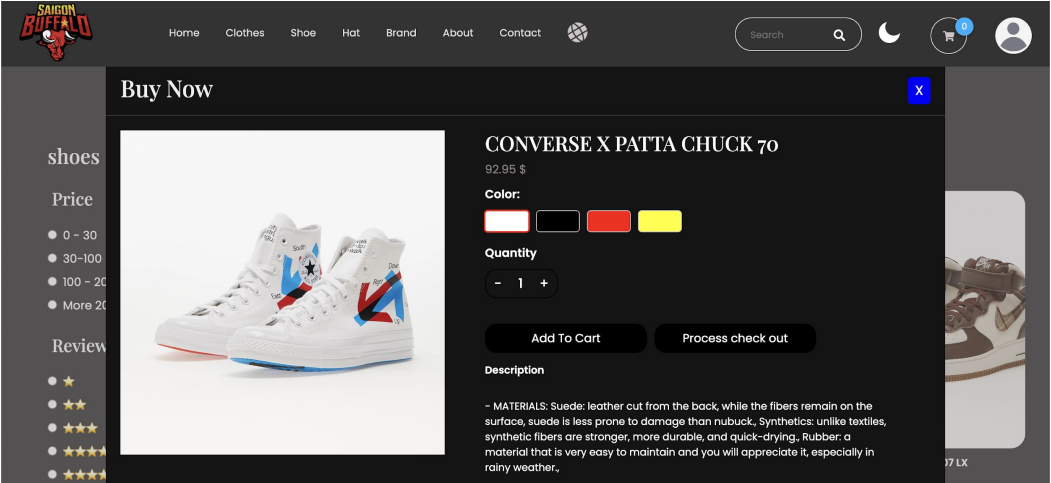 SAIGON
BUFFALO
Home Clothes Shoe Hat Brand About Contact
Search
0
Buy Now
X
shoes
Price
0 - 30
30-100
100 - 20
More 20
Review
CONVERSE X PATTA CHUCK 70
92.95 $
Color:
Quantity
- 1 +
Add To Cart Process check out
Description
- MATERIALS: Suede: leather cut from the back, while the fibers remain on the
surface, suede is less prone to damage than nubuck., Synthetics: unlike textiles,
synthetic fibers are stronger, more durable, and quick-drying., Rubber: a
material that is very easy to maintain and you will appreciate it, especially in
rainy weather.,
South
East
Up
07 LX